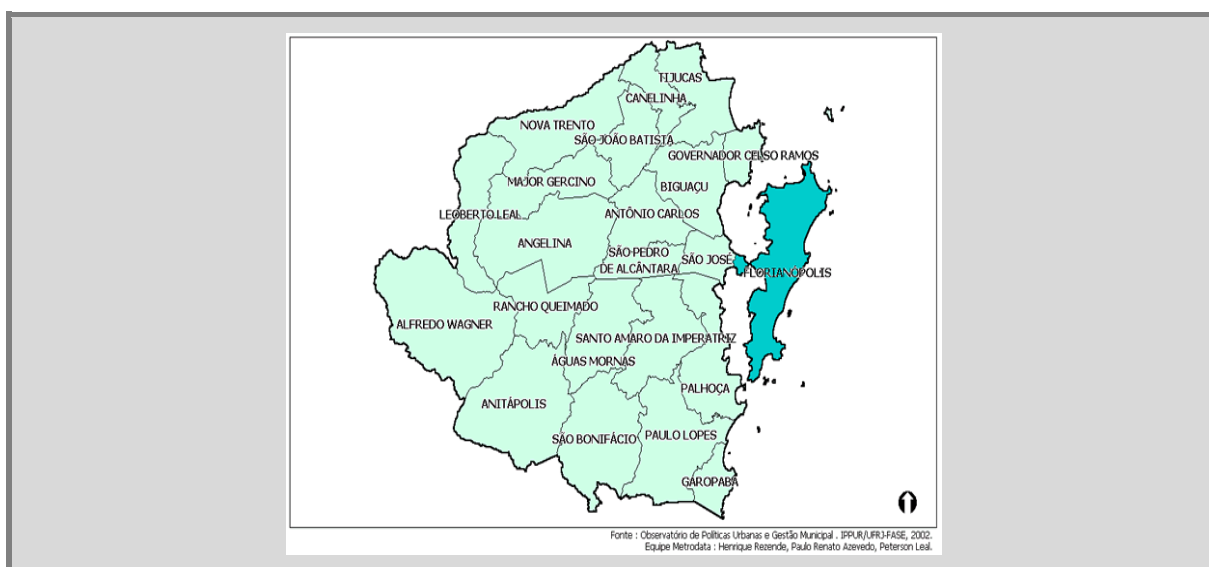 TIJUCAS
CANELINHA
NOVA TRENTO
SÃO JOÃO BATISTA
GOVERNADOR CELSO RAMOS
MAJOR GERCINO
BIGUAÇU
LEOBERTO LEAL
ANTÔNIO CARLOS
ANGELINA
SÃO PEDRO
DE ALCÂNTARA
SÃO JOSÉ
FLORIANÓPOLIS
RANCHO QUEIMADO
ALFREDO WAGNER
SANTO AMARO DA IMPERATRIZ
ÁGUAS MORNAS
PALHOÇA
ANITÁPOLIS
SÃO BONIFÁCIO
PAULO LOPES
GAROPABA
Fonte : Observatório de Políticas Urbanas e Gestão Municipal . IPPUR/UFRJ-FASE, 2002.
Equipe Metrodata : Henrique Rezende, Paulo Renato Azevedo, Peterson Leal.